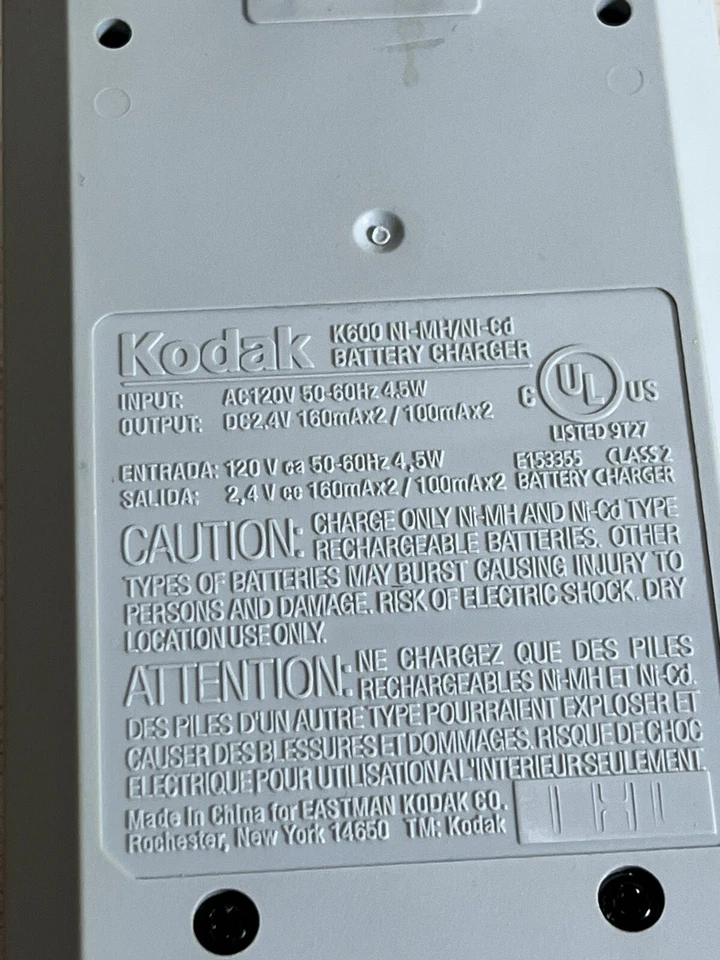 Kodak K600 Ni-MH/Ni-Cd
BATTERY CHARGER
INPUT: AC120V 50-60Hz 4.5W
OUTPUT: DC2.4V 160mAx2 / 100mAx2
C UL US
LISTED 9T27
E153355 CLASS 2
BATTERY CHARGER
ENTRADA: 120 V ca 50-60Hz 4,5W
SALIDA: 2,4 V cc 160mAx2 / 100mAx2
CAUTION: CHARGE ONLY Ni-MH AND Ni-Cd TYPE
RECHARGEABLE BATTERIES. OTHER
TYPES OF BATTERIES MAY BURST CAUSING INJURY TO
PERSONS AND DAMAGE. RISK OF ELECTRIC SHOCK. DRY
LOCATION USE ONLY.
ATTENTION: NE CHARGEZ QUE DES PILES
RECHARGEABLES Ni-MH ET Ni-Cd.
DES PILES D'UN AUTRE TYPE POURRAIENT EXPLOSER ET
CAUSER DES BLESSURES ET DOMMAGES. RISQUE DE CHOC
ELECTRIQUE POUR UTILISATION A L'INTERIEUR SEULEMENT.
Made in China for EASTMAN KODAK CO.
Rochester, New York 14650 TM: Kodak